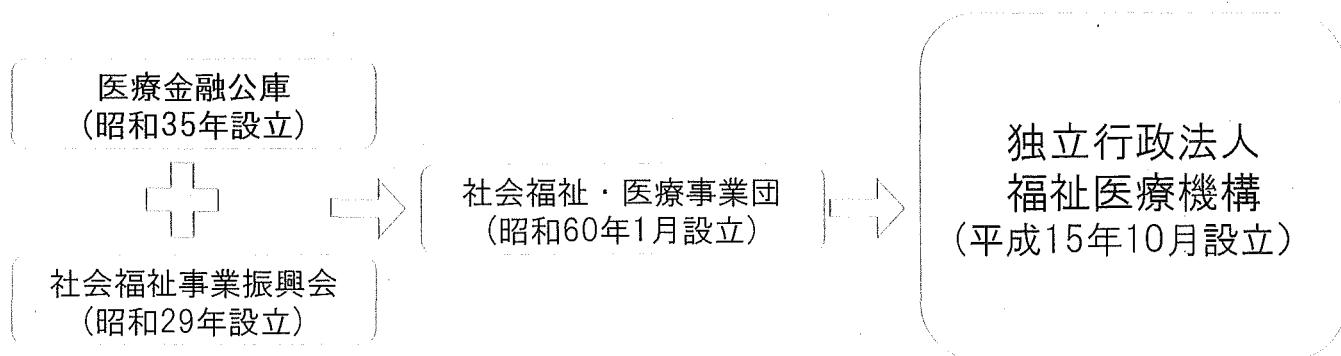 医療金融公庫
(昭和35年設立)
社会福祉事業振興会
(昭和29年設立)
社会福祉・医療事業団
(昭和60年1月設立)
独立行政法人
福祉医療機構
(平成15年10月設立)